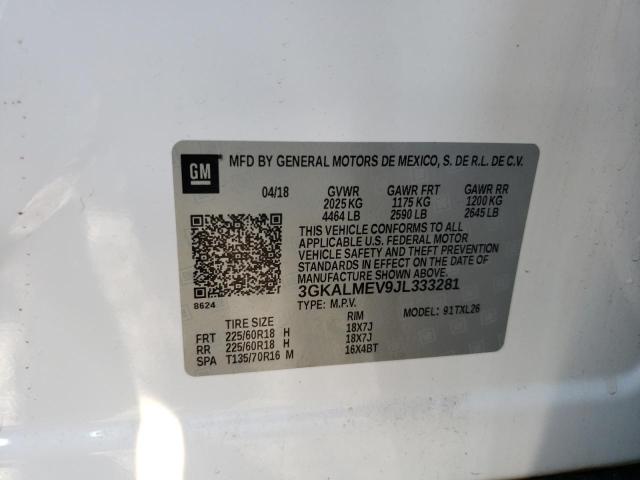 GM MFD BY GENERAL MOTORS DE MEXICO, S. DE R.L. DE C.V.
04/18 GVWR GAWR FRT GAWR RR
2025 KG 1175 KG 1200 KG
4464 LB 2590 LB 2645 LB
THIS VEHICLE CONFORMS TO ALL
APPLICABLE U.S. FEDERAL MOTOR
VEHICLE SAFETY AND THEFT PREVENTION
STANDARDS IN EFFECT ON THE DATE OF
MANUFACTURE SHOWN ABOVE.
3GKALMEV9JL333281
8624 TYPE: M.P.V. MODEL: 91TXL26
TIRE SIZE RIM
FRT 225/60R18 H 18X7J
RR 225/60R18 H 18X7J
SPA T135/70R16 M 16X4BT